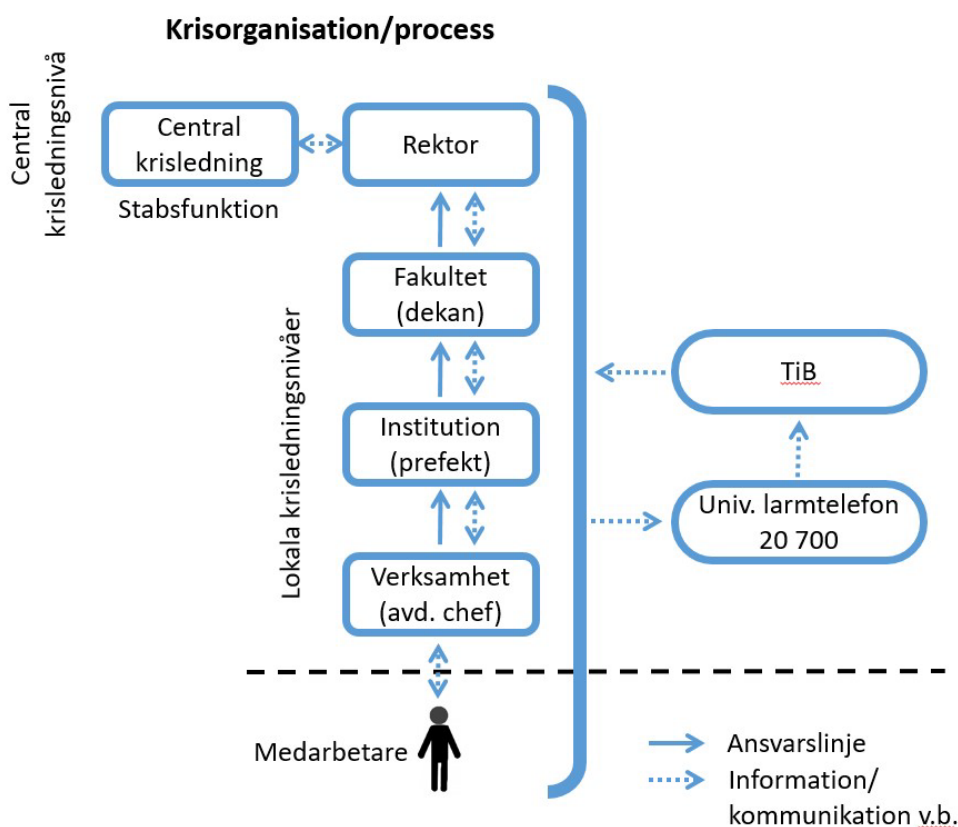 Krisorganisation/process
Central
krisledningsnivå
Central
krisledning
Stabsfunktion
Rektor
Fakultet
(dekan)
Lokala krisledningsnivåer
Institution
(prefekt)
Verksamhet
(avd. chef)
TiB
Univ. larmtelefon
20 700
Medarbetare
Ansvarslinje
Information/
kommunikation v.b.